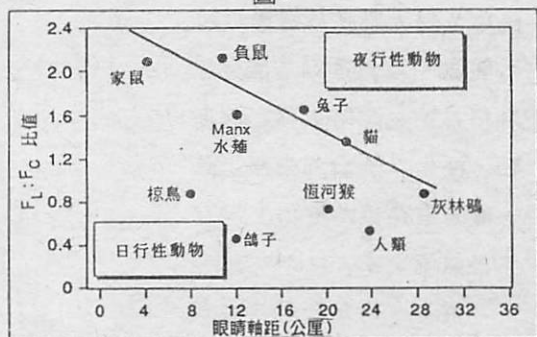 圖
2.4
2.0
1.6
1.2
0.8
0.4
0
F_L:F_C 比值
負鼠
家鼠
夜行性動物
兔子
Manx
水薙
貓
椋鳥
恆河猴
灰林鴞
日行性動物
鴿子
人類
0 4 8 12 16 20 24 28 32 36
眼睛軸距(公厘)